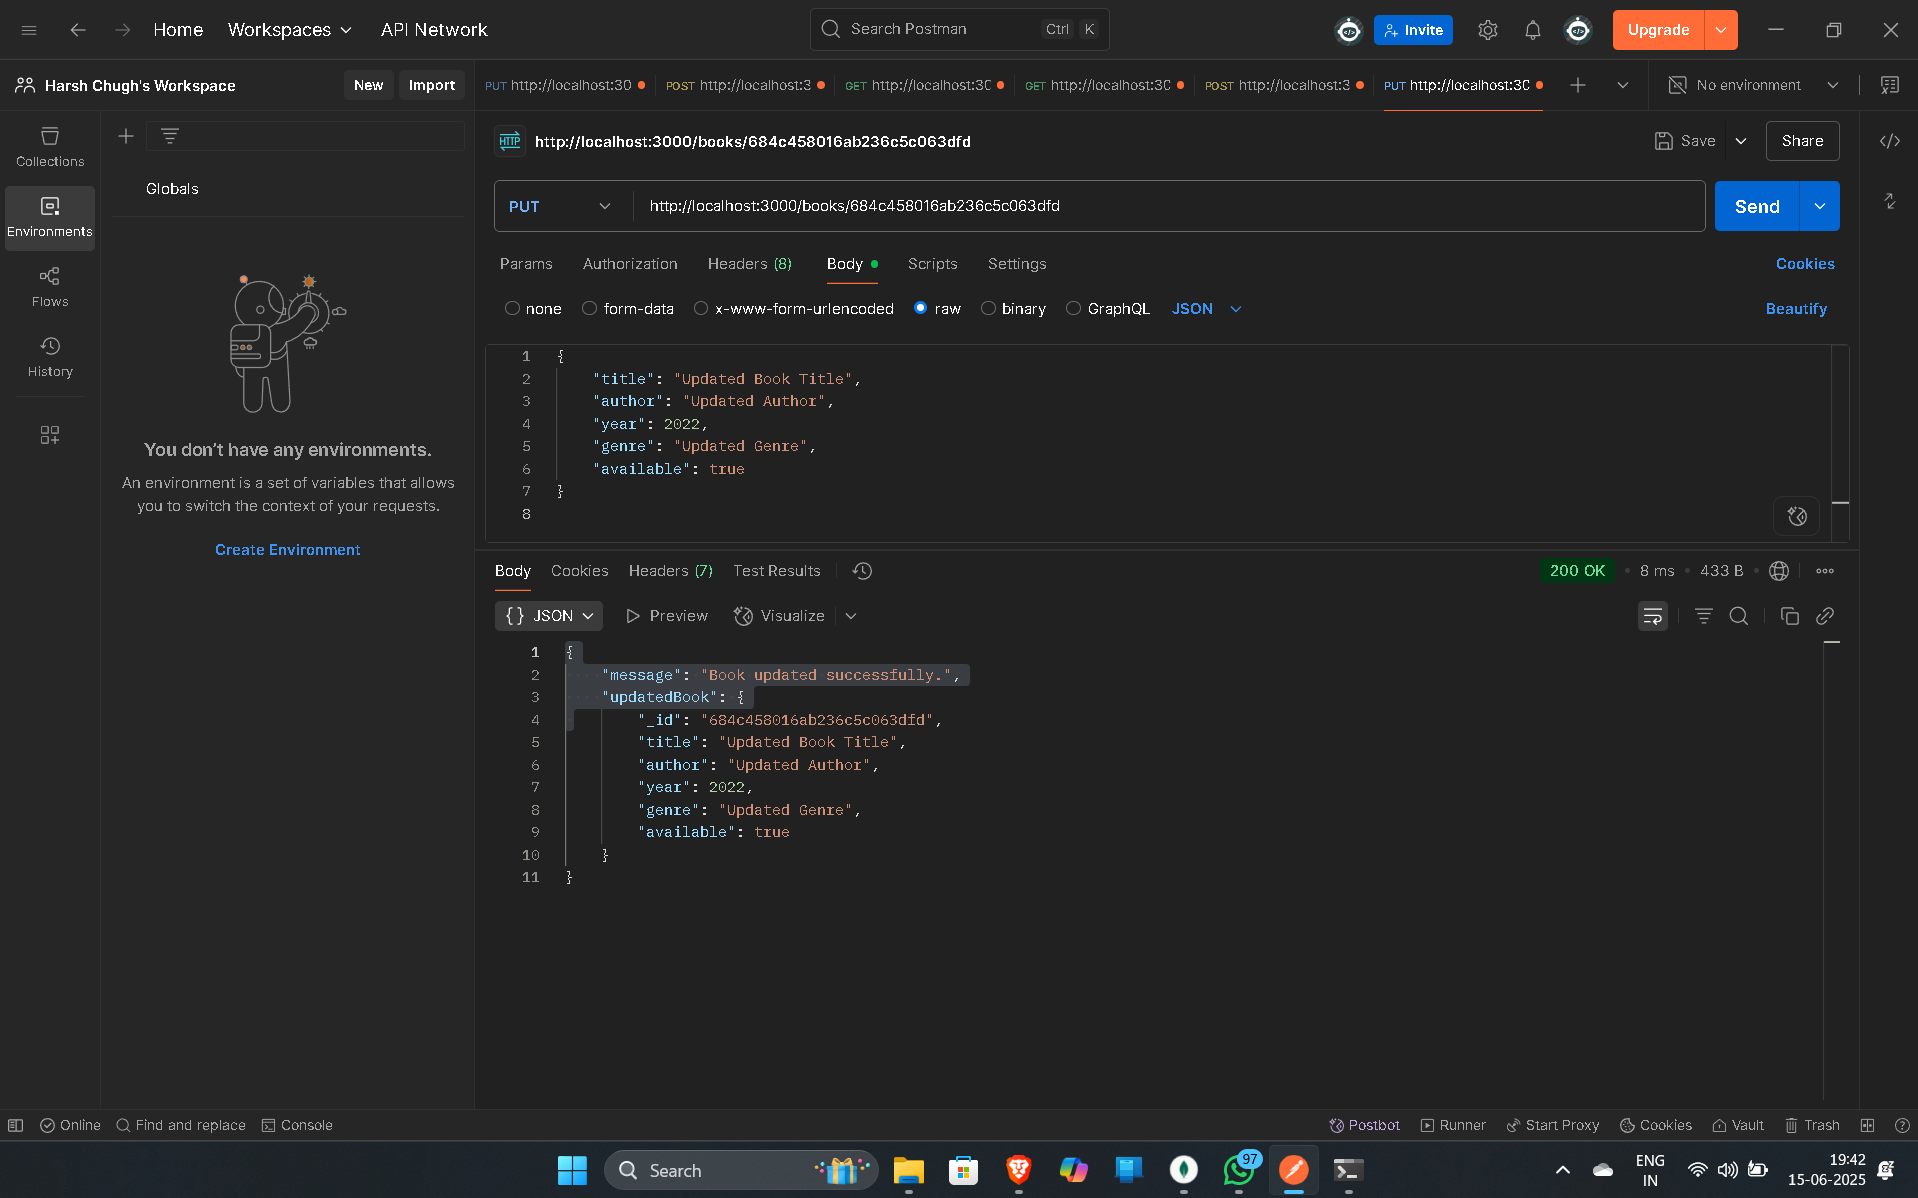 Home Workspaces API Network Search Postman Ctrl K Invite Upgrade
Harsh Chugh's Workspace New Import
PUT http://localhost:30 POST http://localhost:3 GET http://localhost:30 GET http://localhost:30 POST http://localhost:3 PUT http://localhost:30 No environment
Collections
Environments
Flows
History
Globals
You don't have any environments.
An environment is a set of variables that allows
you to switch the context of your requests.
Create Environment
HTTP http://localhost:3000/books/684c458016ab236c5c063dfd Save Share
PUT http://localhost:3000/books/684c458016ab236c5c063dfd Send
Params Authorization Headers (8) Body Scripts Settings Cookies
none form-data x-www-form-urlencoded raw binary GraphQL JSON Beautify
1 {
2 "title": "Updated Book Title",
3 "author": "Updated Author",
4 "year": 2022,
5 "genre": "Updated Genre",
6 "available": true
7 }
8
Body Cookies Headers (7) Test Results 200 OK 8 ms 433 B
{} JSON Preview Visualize
1 {
2 "message": "Book updated successfully.",
3 "updatedBook": {
4 "_id": "684c458016ab236c5c063dfd",
5 "title": "Updated Book Title",
6 "author": "Updated Author",
7 "year": 2022,
8 "genre": "Updated Genre",
9 "available": true
10 }
11 }
Online Find and replace Console Postbot Runner Start Proxy Cookies Vault Trash
Search 97 ENG IN 19:42
15-06-2025